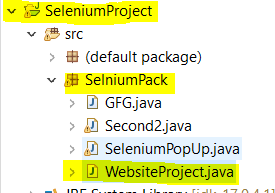 SeleniumProject
src
(default package)
SelniumPack
GFG.java
Second2.java
SeleniumPopUp.java
WebsiteProject.java